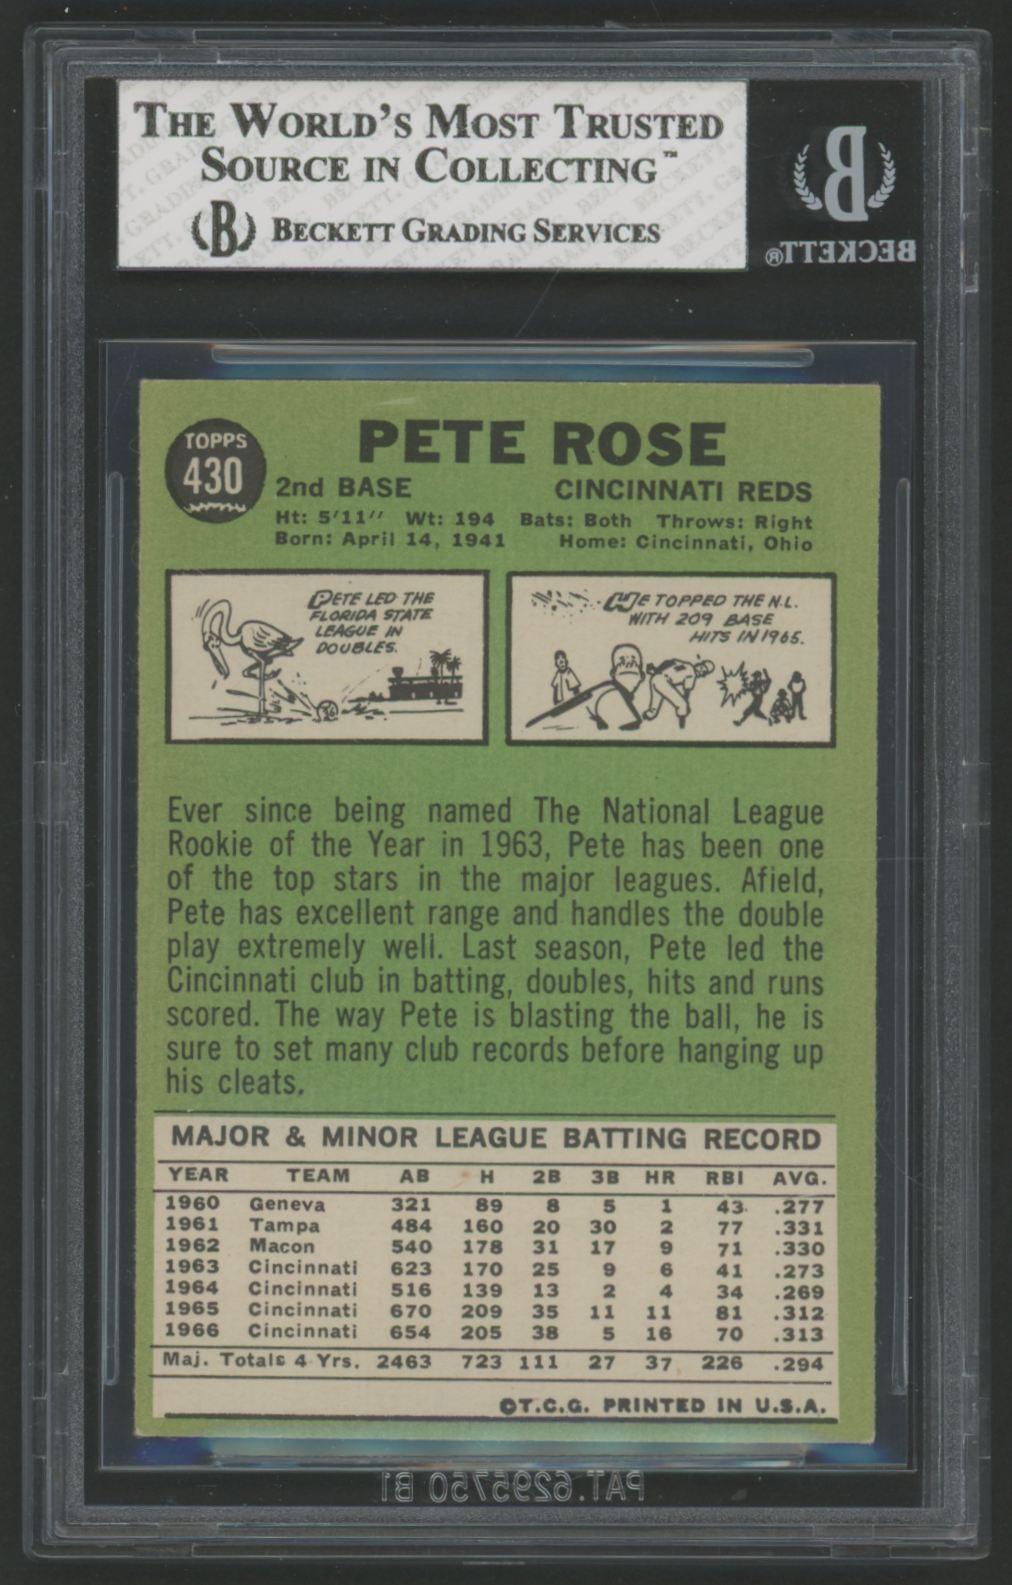 THE WORLD'S MOST TRUSTED
SOURCE IN COLLECTING™
B BECKETT GRADING SERVICES
B
BECKETT®
TOPPS
430
PETE ROSE
2nd BASE CINCINNATI REDS
Ht: 5'11" Wt: 194 Bats: Both Throws: Right
Born: April 14, 1941 Home: Cincinnati, Ohio
PETE LED THE
FLORIDA STATE
LEAGUE IN
DOUBLES.
HE TOPPED THE N.L.
WITH 209 BASE
HITS IN 1965.
Ever since being named The National League
Rookie of the Year in 1963, Pete has been one
of the top stars in the major leagues. Afield,
Pete has excellent range and handles the double
play extremely well. Last season, Pete led the
Cincinnati club in batting, doubles, hits and runs
scored. The way Pete is blasting the ball, he is
sure to set many club records before hanging up
his cleats.
MAJOR & MINOR LEAGUE BATTING RECORD
YEAR TEAM AB H 2B 3B HR RBI AVG.
1960 Geneva 321 89 8 5 1 43 .277
1961 Tampa 484 160 20 30 2 77 .331
1962 Macon 540 178 31 17 9 71 .330
1963 Cincinnati 623 170 25 9 6 41 .273
1964 Cincinnati 516 139 13 2 4 34 .269
1965 Cincinnati 670 209 35 11 11 81 .312
1966 Cincinnati 654 205 38 5 16 70 .313
Maj. Totals 4 Yrs. 2463 723 111 27 37 226 .294
©T.C.G. PRINTED IN U.S.A.
PAT.6295750 B1